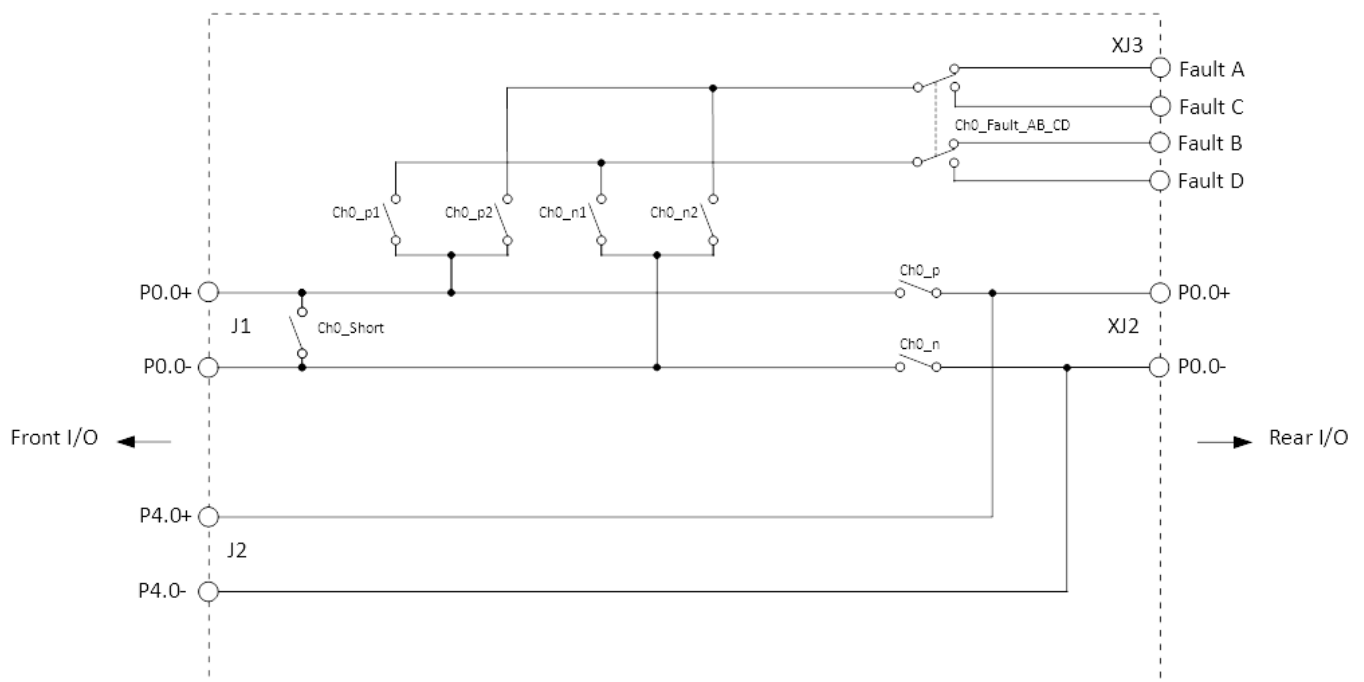 XJ3
Fault A
Fault C
Ch0_Fault_AB_CD
Fault B
Fault D
Ch0_p1
Ch0_p2
Ch0_n1
Ch0_n2
Ch0_p
P0.0+
P0.0+
J1
Ch0_Short
XJ2
Ch0_n
P0.0-
P0.0-
Front I/O
Rear I/O
P4.0+
J2
P4.0-